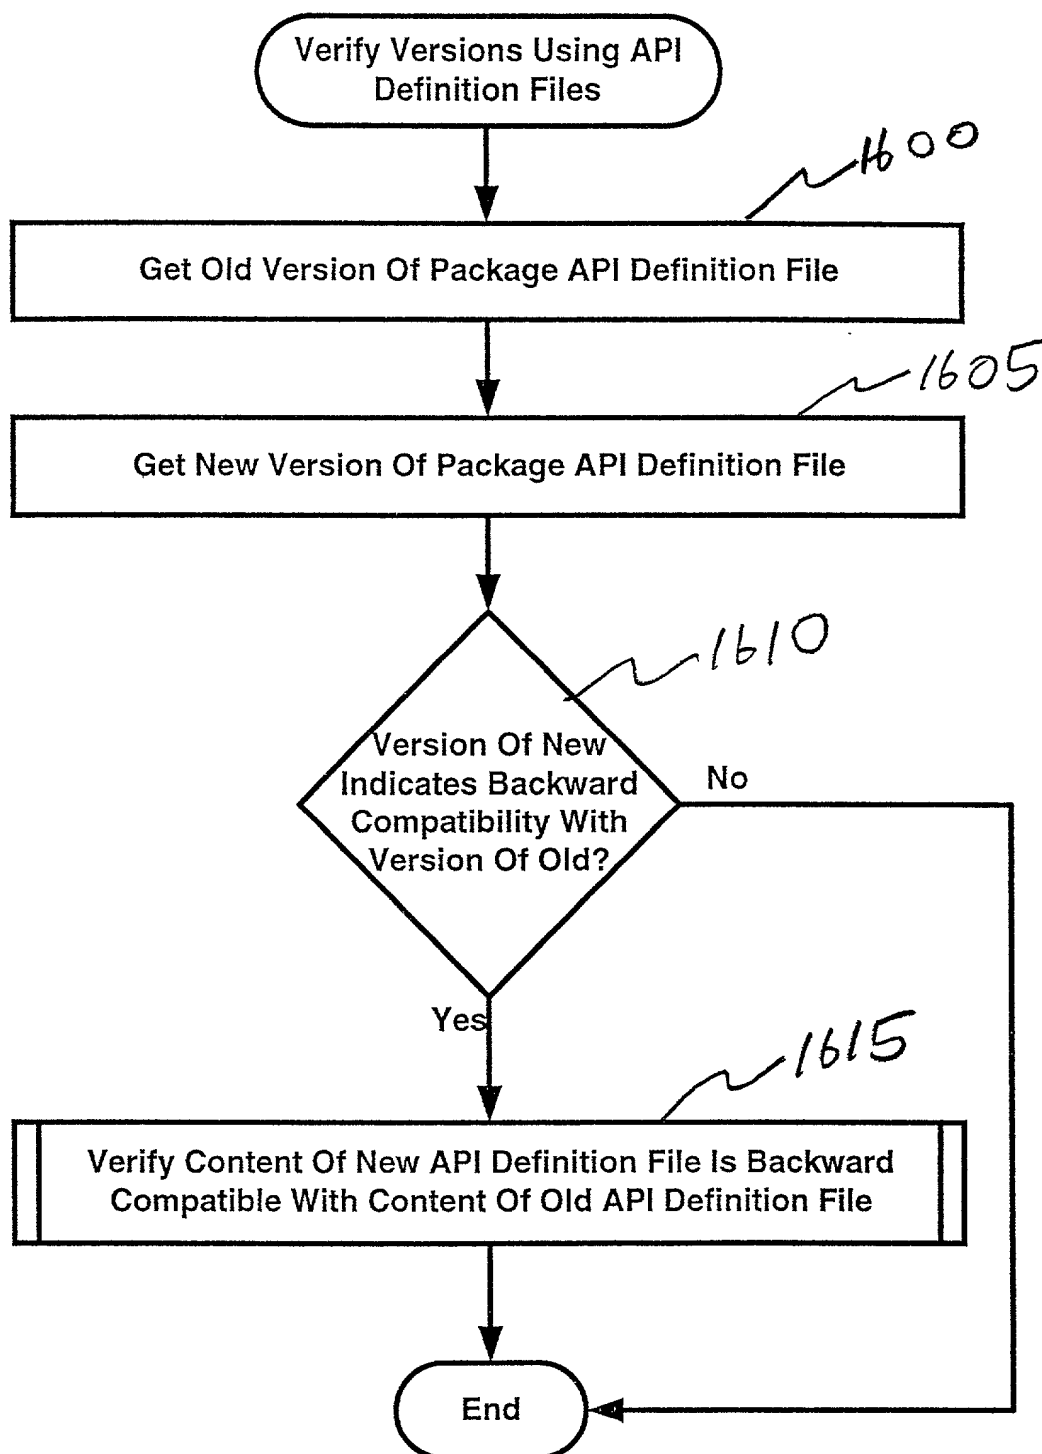 Verify Versions Using API
Definition Files
1600
Get Old Version Of Package API Definition File
1605
Get New Version Of Package API Definition File
1610
Version Of New
Indicates Backward
Compatibility With
Version Of Old?
No
Yes
1615
Verify Content Of New API Definition File Is Backward
Compatible With Content Of Old API Definition File
End